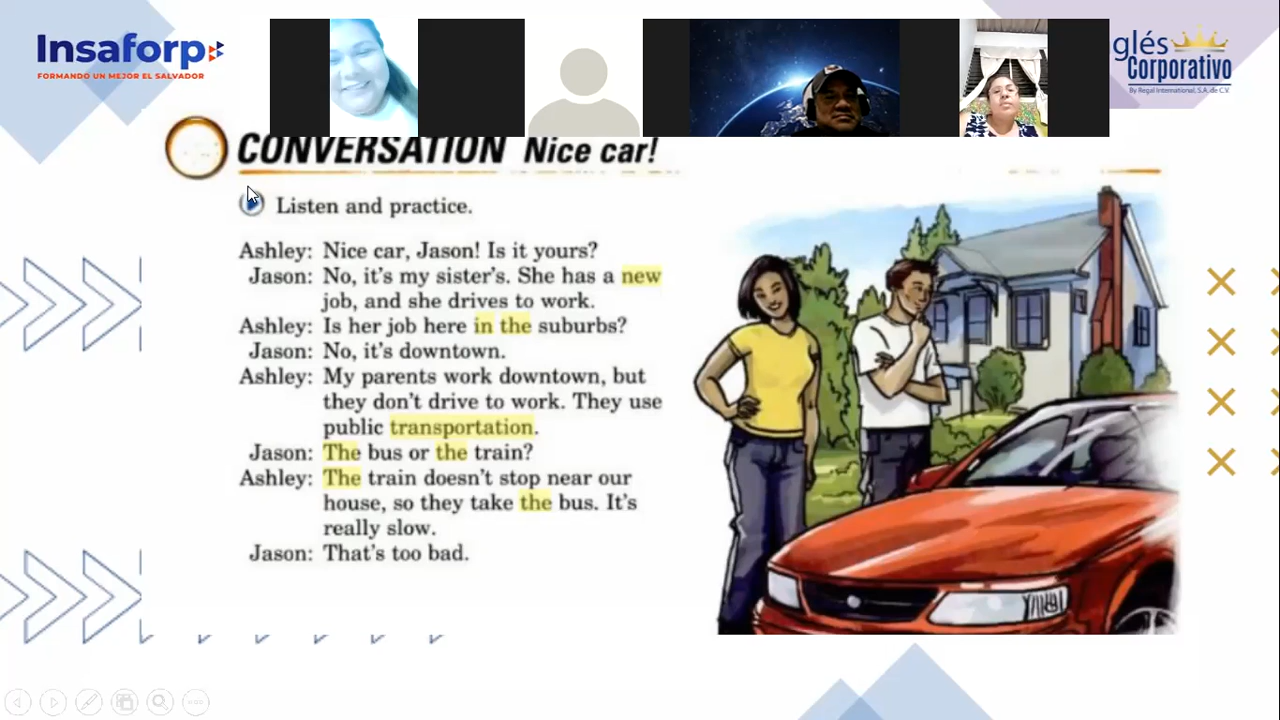 Insaforp
FORMANDO UN MEJOR EL SALVADOR
glés
Corporativo
By Regal International, S.A. de C.V.
CONVERSATION Nice car!
Listen and practice.
Ashley: Nice car, Jason! Is it yours?
Jason: No, it's my sister's. She has a new
job, and she drives to work.
Ashley: Is her job here in the suburbs?
Jason: No, it's downtown.
Ashley: My parents work downtown, but
they don't drive to work. They use
public transportation.
Jason: The bus or the train?
Ashley: The train doesn't stop near our
house, so they take the bus. It's
really slow.
Jason: That's too bad.